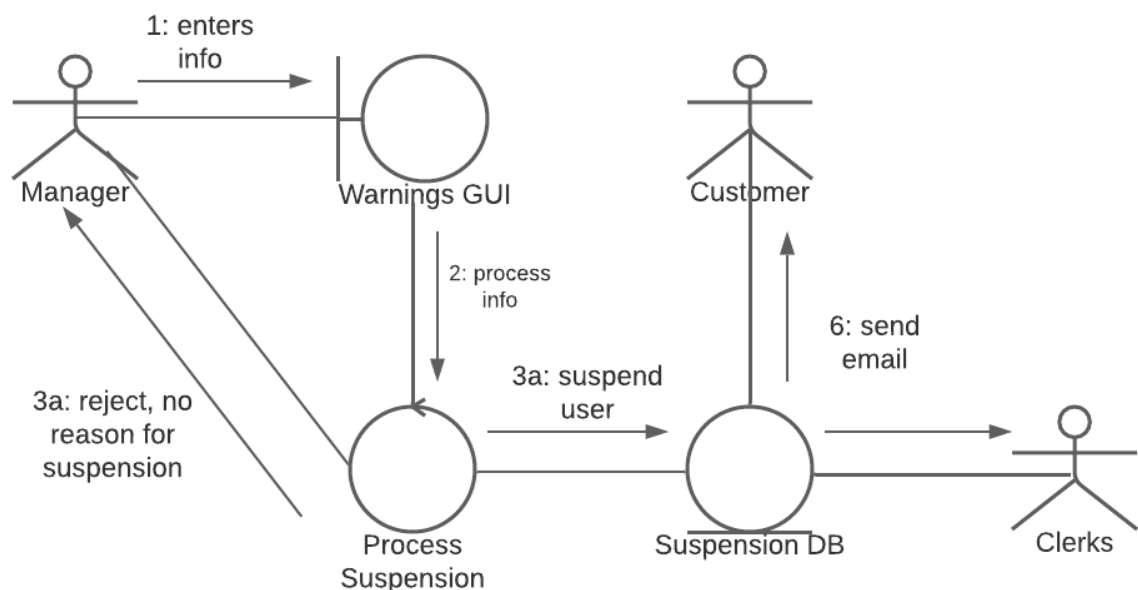 1: enters
info
Manager
Warnings GUI
Customer
2: process
info
6: send
email
3a: suspend
user
3a: reject, no
reason for
suspension
Process
Suspension
Suspension DB
Clerks